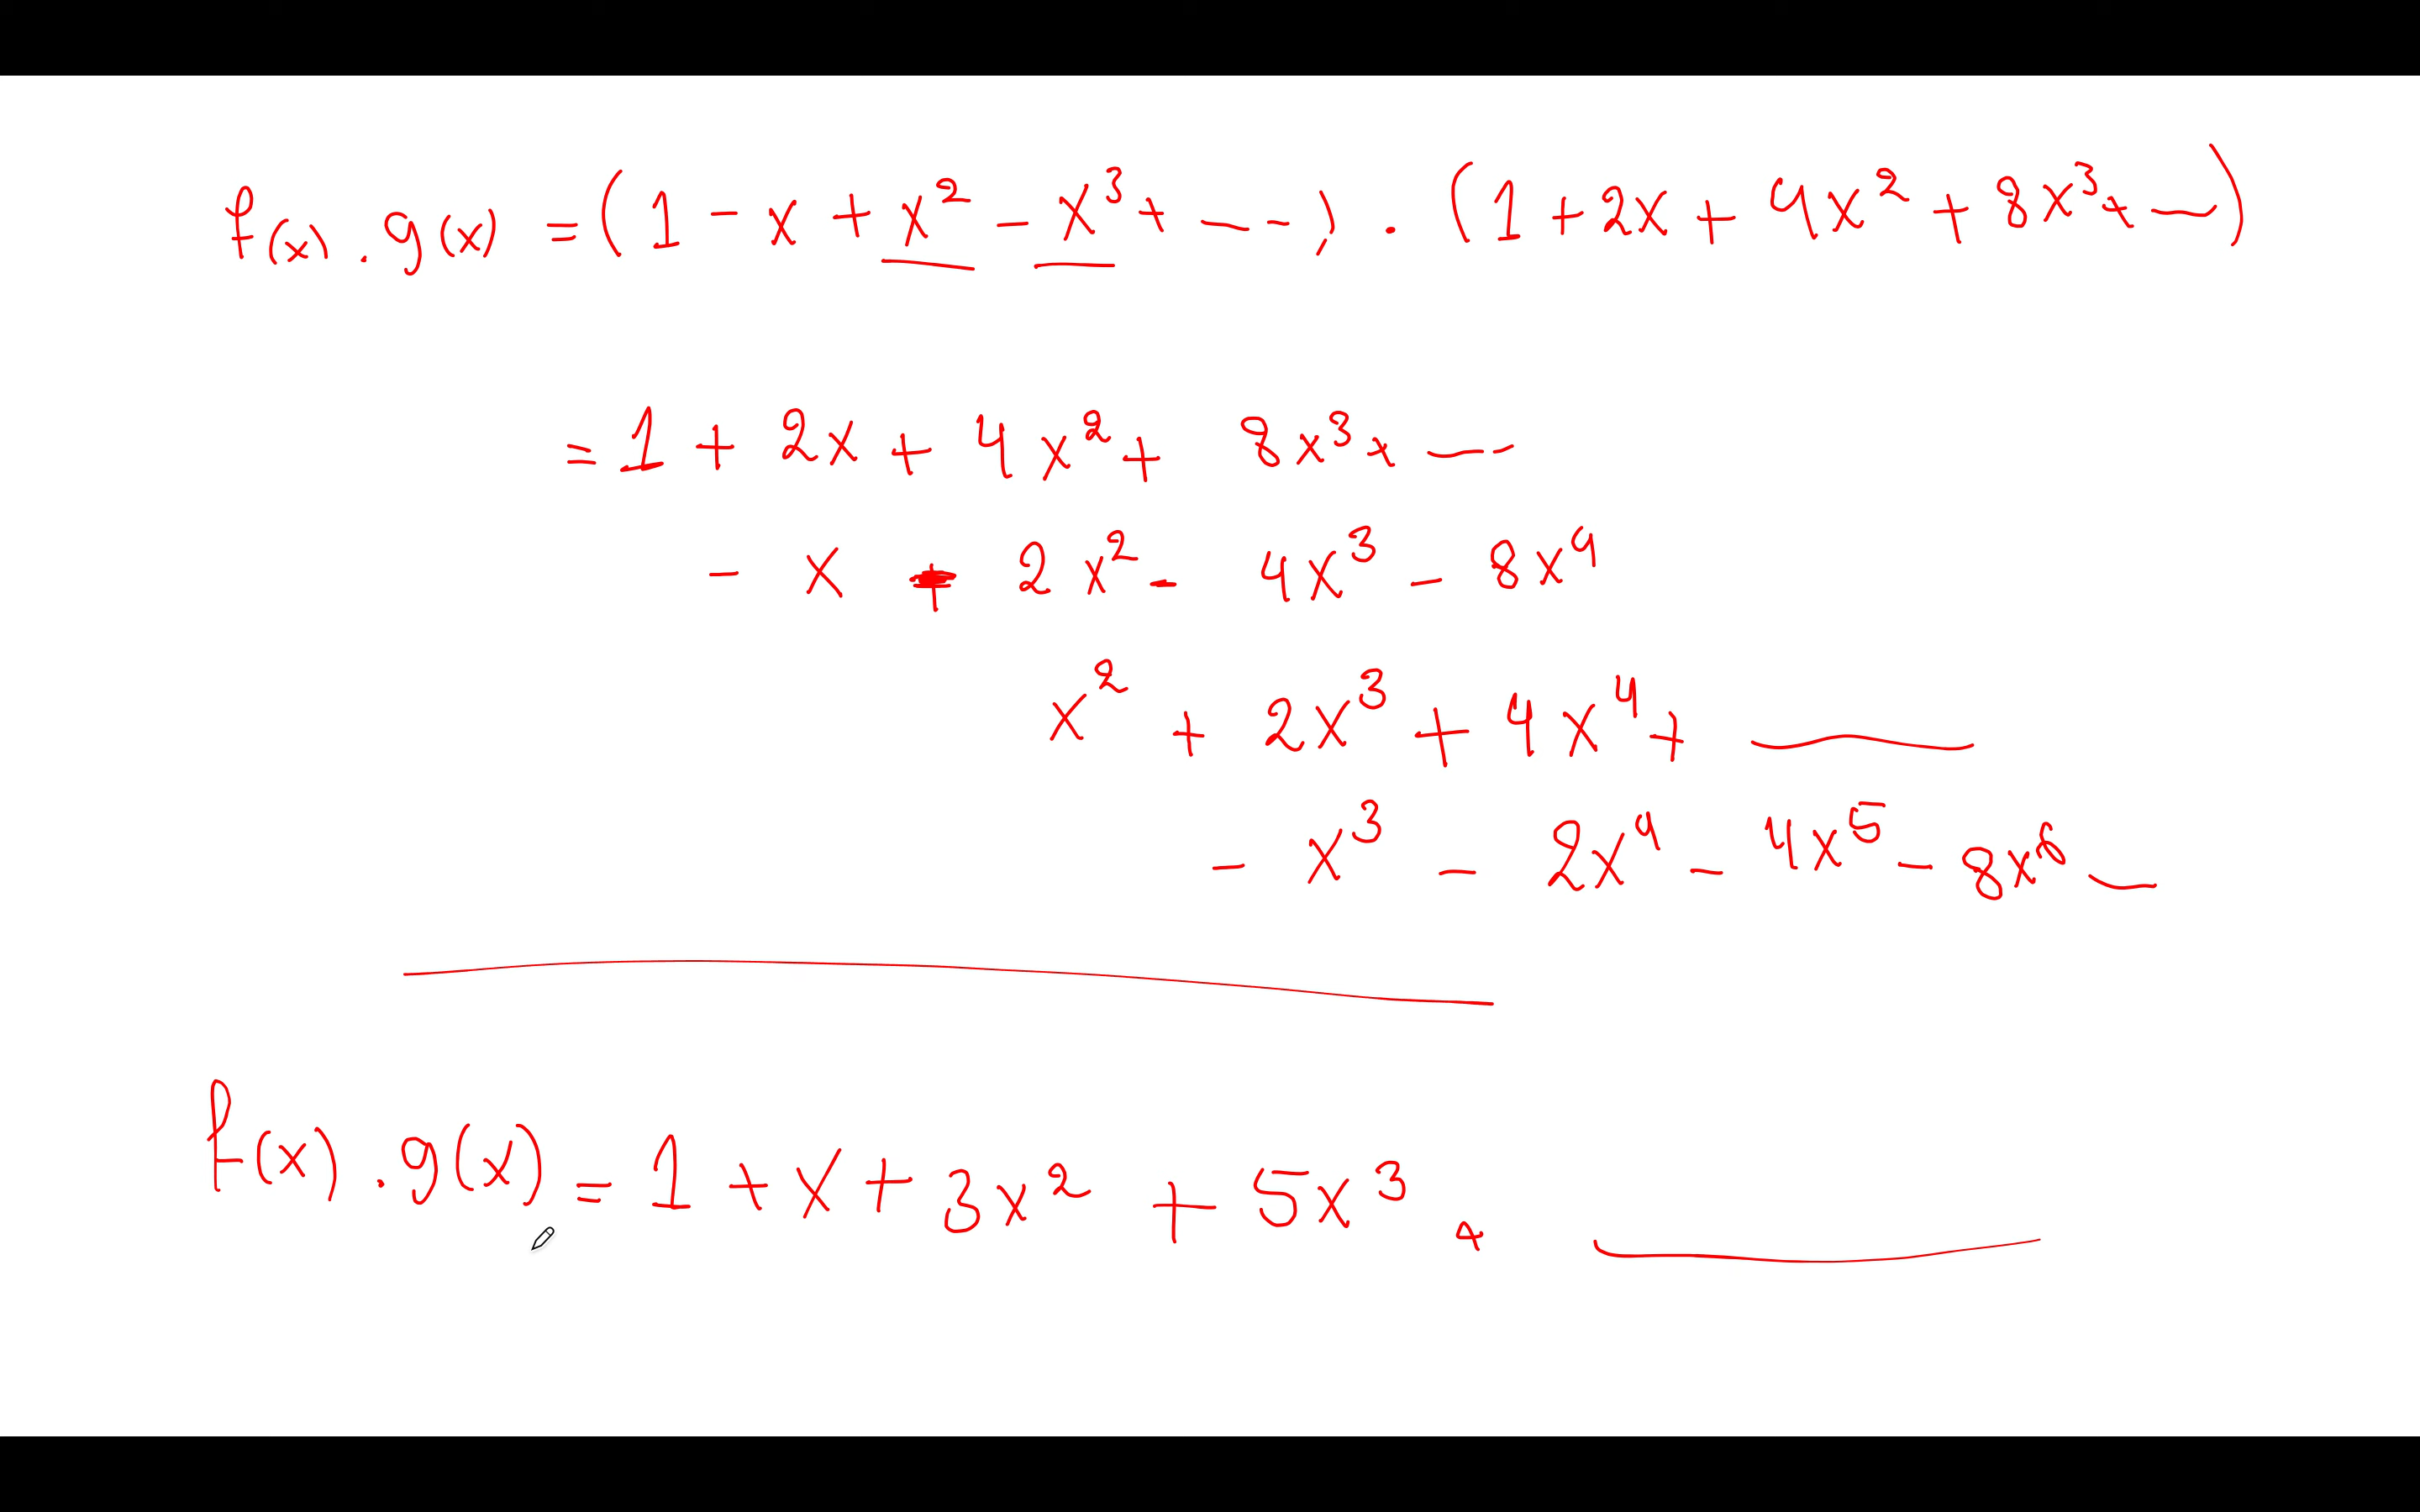 f(x) . g(x) = (1 - x + x² - x³ + - - -) . (1 + 2x + 4x² + 8x³ + —)
= 1 + 2x + 4x² + 8x³ + — -
- x - 2x² - 4x³ - 8x⁴
x² + 2x³ + 4x⁴ + —
- x³ - 2x⁴ - 4x⁵ - 8x⁶ —
f(x) . g(x) = 1 + x + 3x² + 5x³ + —